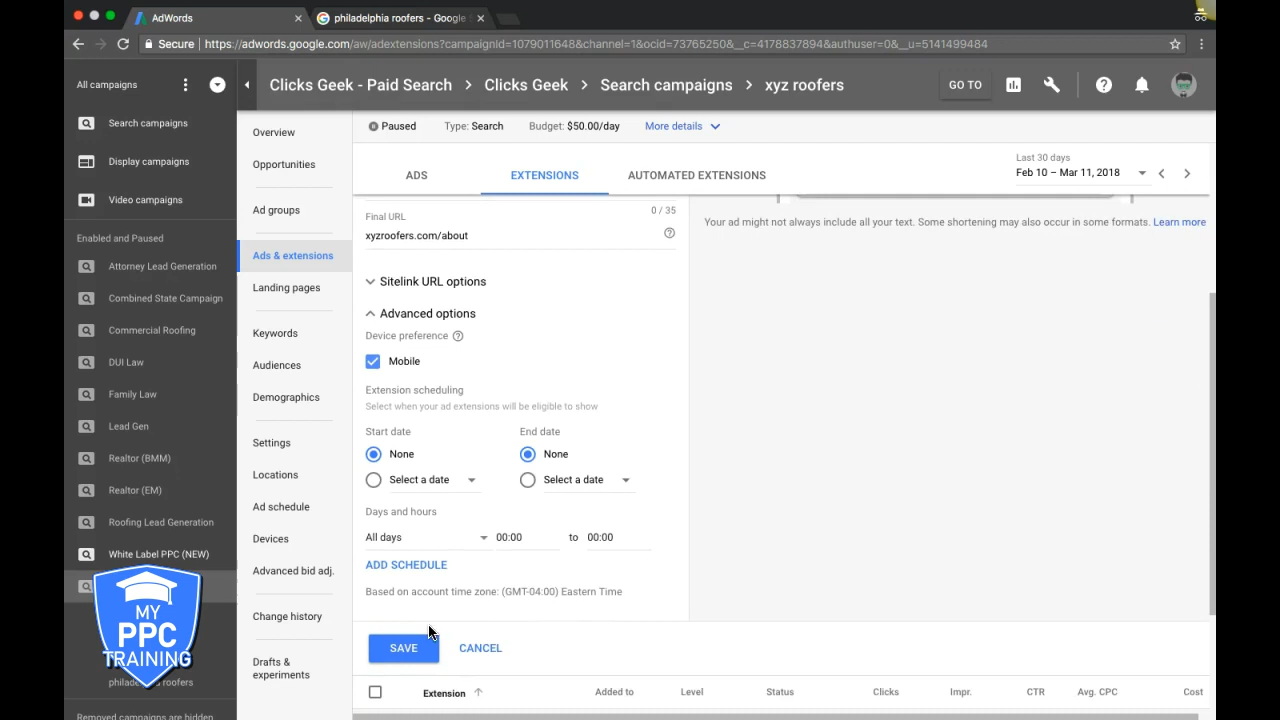 AdWords
philadelphia roofers - Google
Secure
https://adwords.google.com/aw/adextensions?campaignId=1079011648&channel=1&ocid=73765250&__c=4178837894&authuser=0&__u=5141499484
All campaigns
Clicks Geek - Paid Search > Clicks Geek > Search campaigns > xyz roofers
GO TO
Search campaigns
Display campaigns
Video campaigns
Enabled and Paused
Attorney Lead Generation
Combined State Campaign
Commercial Roofing
DUI Law
Family Law
Lead Gen
Realtor (BMM)
Realtor (EM)
Roofing Lead Generation
White Label PPC (NEW)
MY
PPC
TRAINING
roofers
Removed campaigns are hidden
Overview
Opportunities
Ad groups
Ads & extensions
Landing pages
Keywords
Audiences
Demographics
Settings
Locations
Ad schedule
Devices
Advanced bid adj.
Change history
Drafts &
experiments
Paused
Type: Search
Budget: $50.00/day
More details
ADS
EXTENSIONS
AUTOMATED EXTENSIONS
Last 30 days
Feb 10 – Mar 11, 2018
0 / 35
Final URL
xyzroofers.com/about
Your ad might not always include all your text. Some shortening may also occur in some formats. Learn more
Sitelink URL options
Advanced options
Device preference
Mobile
Extension scheduling
Select when your ad extensions will be eligible to show
Start date
End date
None
None
Select a date
Select a date
Days and hours
All days
00:00
to
00:00
ADD SCHEDULE
Based on account time zone: (GMT-04:00) Eastern Time
SAVE
CANCEL
Extension
Added to
Level
Status
Clicks
Impr.
CTR
Avg. CPC
Cost